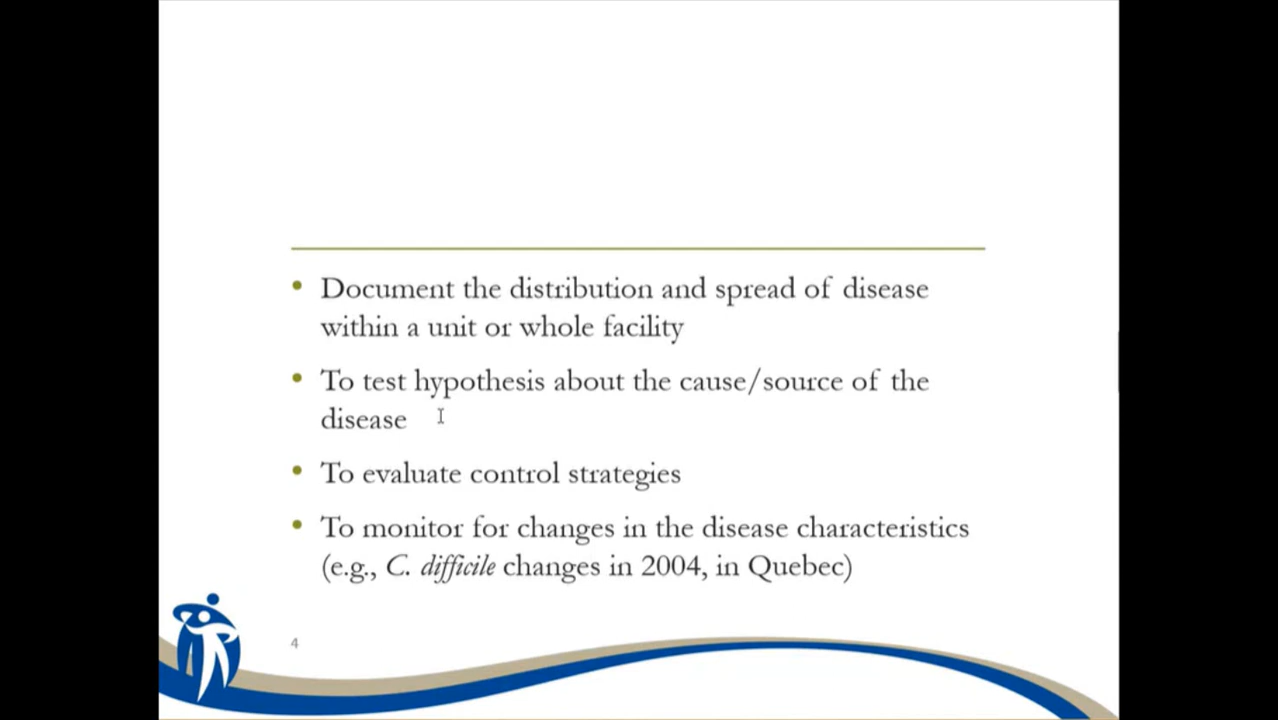 • Document the distribution and spread of disease
within a unit or whole facility
• To test hypothesis about the cause/source of the
disease
• To evaluate control strategies
• To monitor for changes in the disease characteristics
(e.g., C. difficile changes in 2004, in Quebec)
4